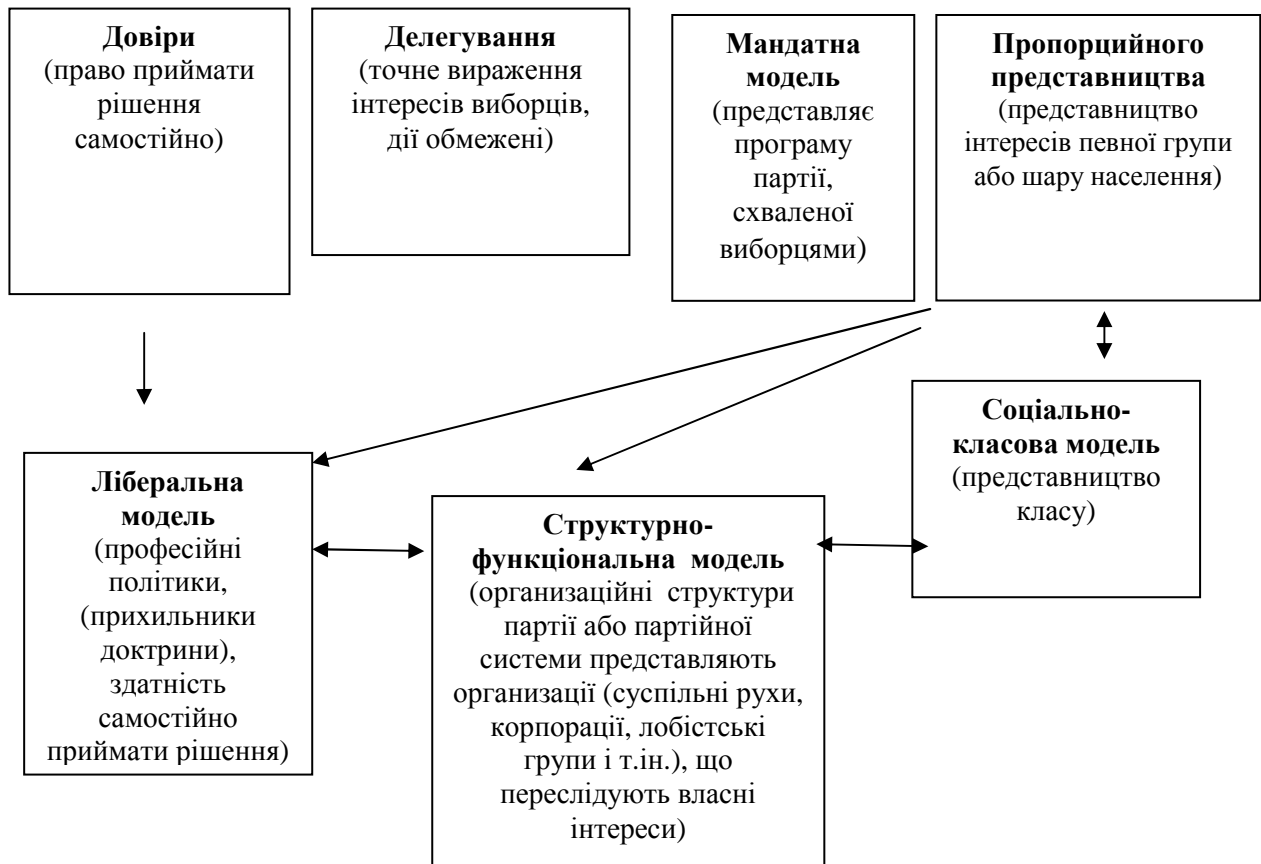 Довіри
(право приймати
рішення
самостійно)
Делегування
(точне вираження
інтересів виборців,
дії обмежені)
Мандатна
модель
(представляє
програму
партії,
схваленої
виборцями)
Пропорцийного
представництва
(представництво
інтересів певної групи
або шару населення)
Ліберальна
модель
(професійні
політики,
(прихильники
доктрини),
здатність
самостійно
приймати рішення)
Структурно-
функціональна модель
(организаційні структури
партії або партійної
системи представляють
организації (суспільні рухи,
корпорації, лобістські
групи і т.ін.), що
переслідують власні
інтереси)
Соціально-
класова модель
(представництво
класу)